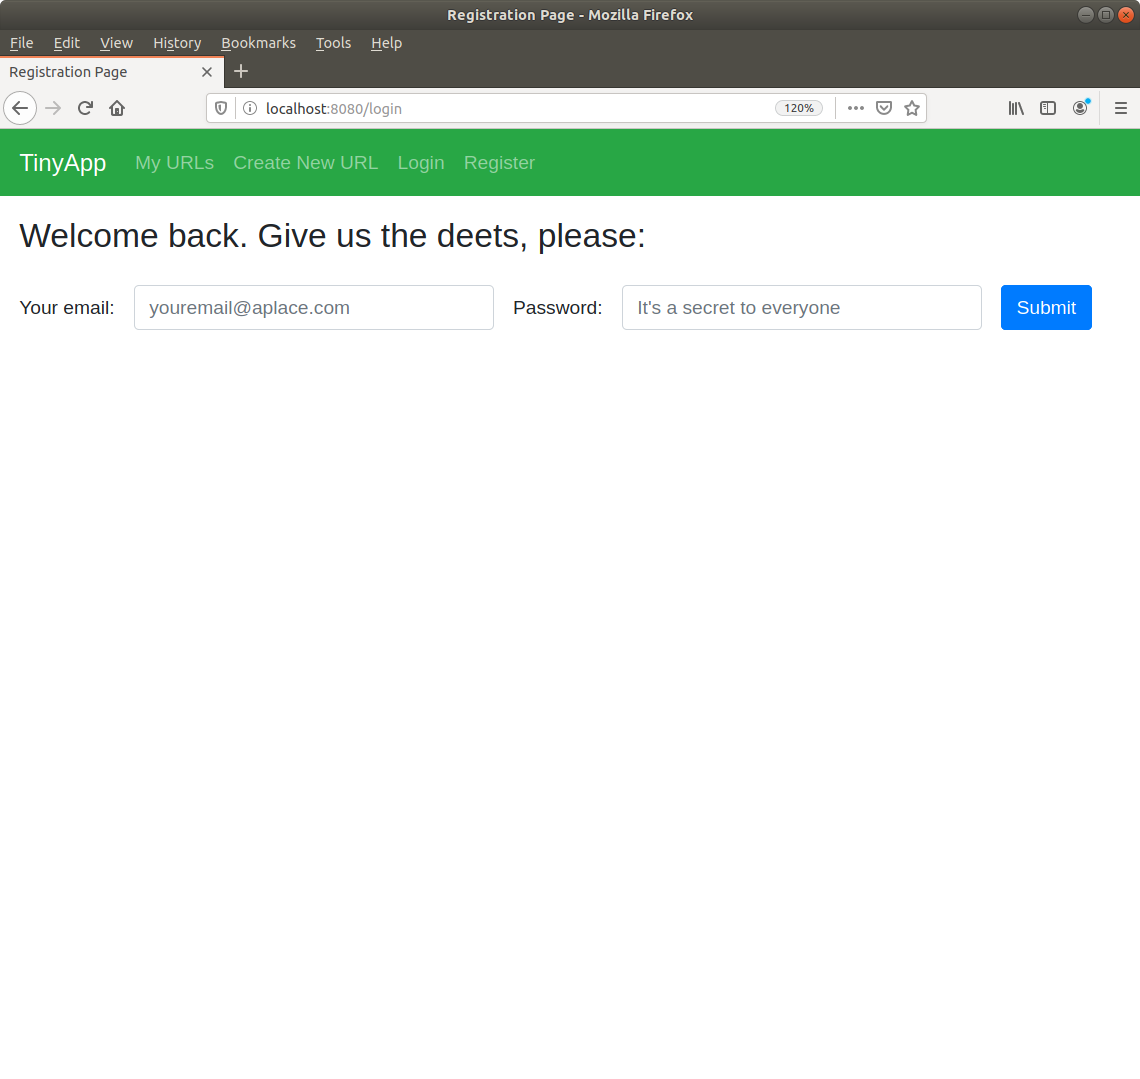 Registration Page - Mozilla Firefox
File Edit View History Bookmarks Tools Help
Registration Page
localhost:8080/login 120%
TinyApp My URLs Create New URL Login Register
Welcome back. Give us the deets, please:
Your email: youremail@aplace.com Password: It's a secret to everyone Submit